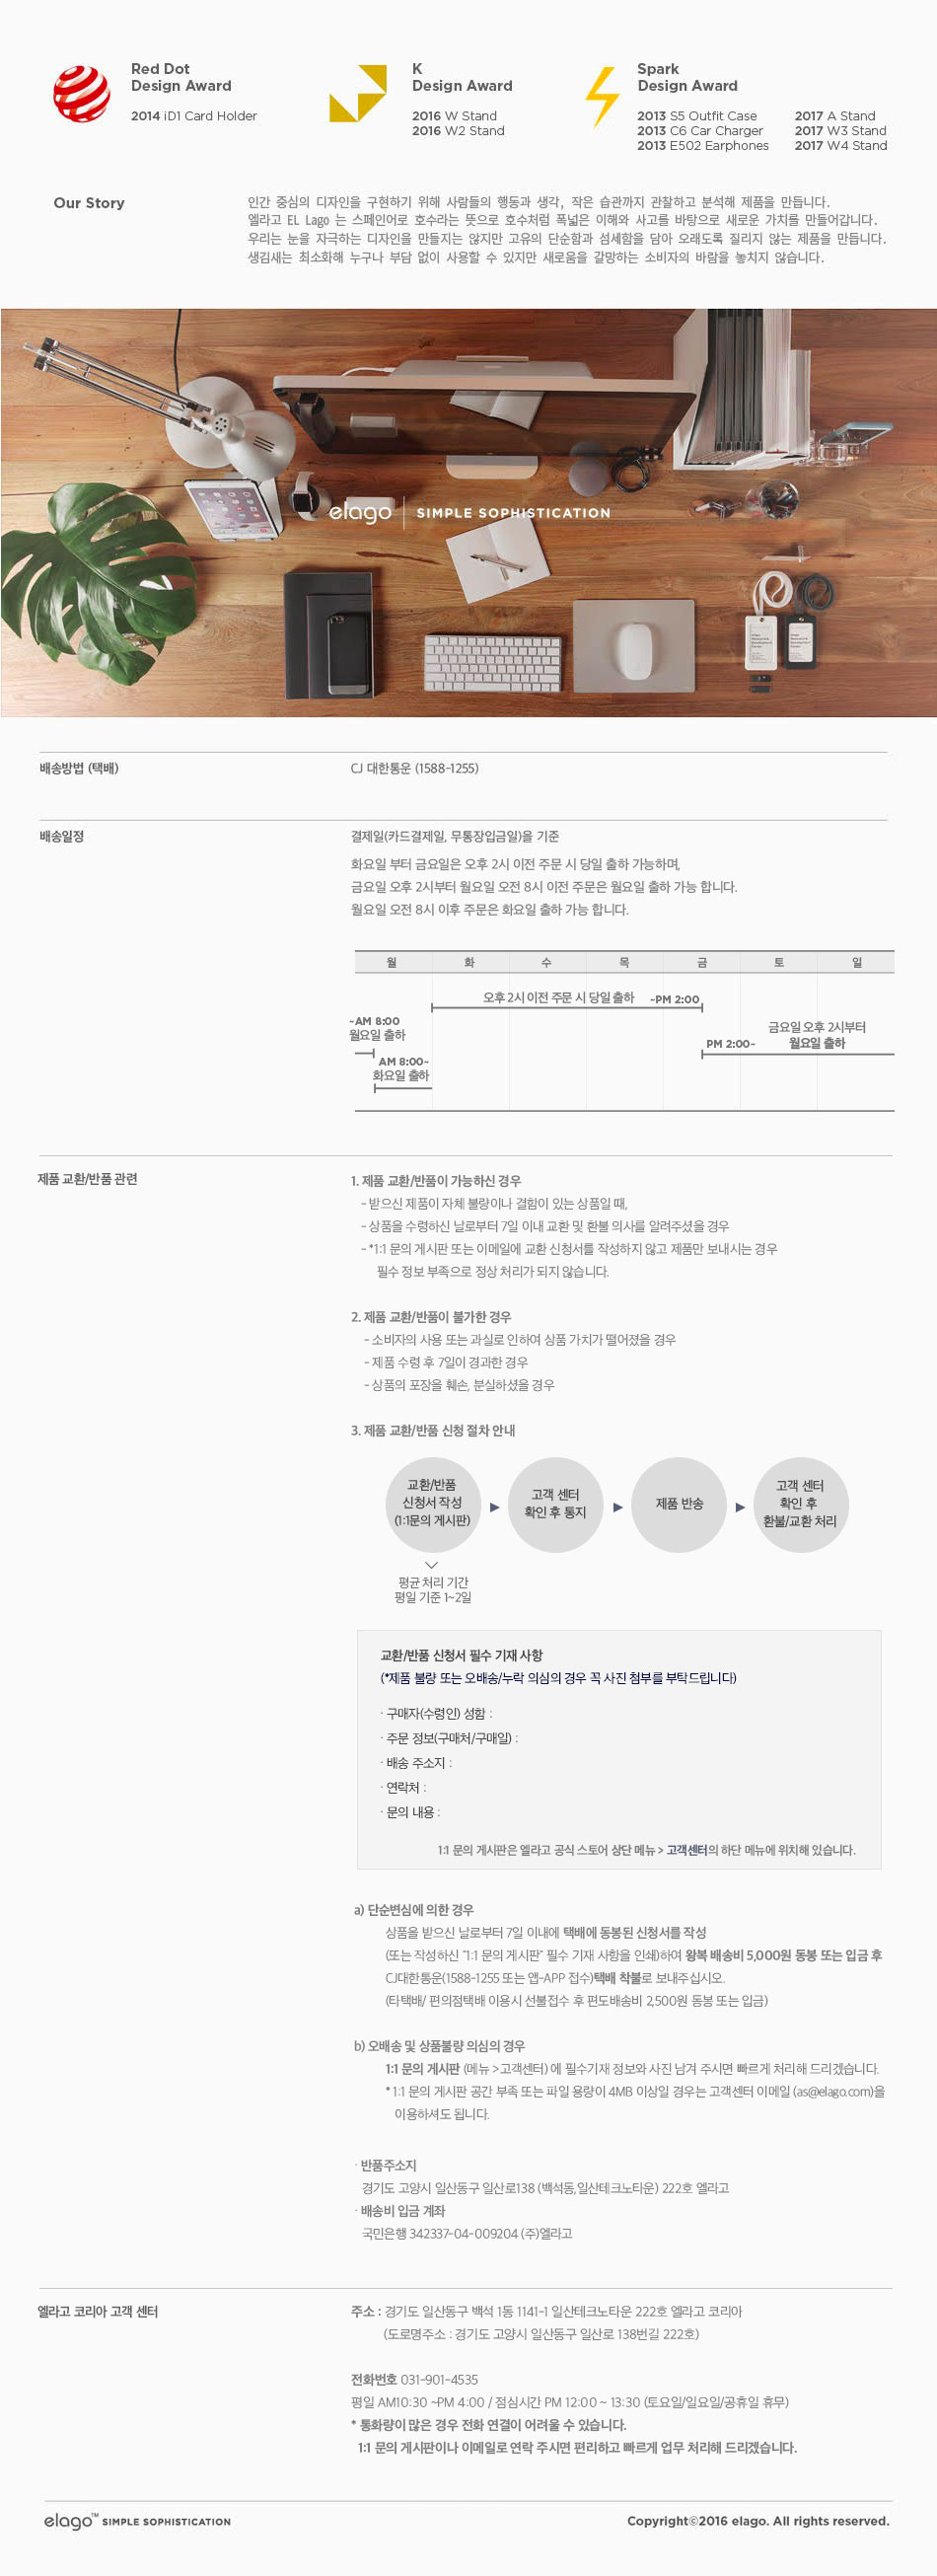 Red Dot
Design Award
2014 iD1 Card Holder
K
Design Award
2016 W Stand
2016 W2 Stand
Spark
Design Award
2013 S5 Outfit Case
2013 C6 Car Charger
2013 E502 Earphones
2017 A Stand
2017 W3 Stand
2017 W4 Stand
Our Story
인간 중심의 디자인을 구현하기 위해 사람들의 행동과 생각, 작은 습관까지 관찰하고 분석해 제품을 만듭니다.
엘라고 EL Lago 는 스페인어로 호수라는 뜻으로 호수처럼 폭넓은 이해와 사고를 바탕으로 새로운 가치를 만들어갑니다.
우리는 눈을 자극하는 디자인을 만들지는 않지만 고유의 단순함과 섬세함을 담아 오래도록 질리지 않는 제품을 만듭니다.
생김새는 최소화해 누구나 부담 없이 사용할 수 있지만 새로움을 갈망하는 소비자의 바람을 놓치지 않습니다.
elago SIMPLE SOPHISTICATION
배송방법 (택배)
CJ 대한통운 (1588-1255)
배송일정
결제일(카드결제일, 무통장입금일)을 기준
화요일 부터 금요일은 오후 2시 이전 주문 시 당일 출하 가능하며,
금요일 오후 2시부터 월요일 오전 8시 이전 주문은 월요일 출하 가능 합니다.
월요일 오전 8시 이후 주문은 화요일 출하 가능 합니다.
월 화 수 목 금 토 일
오후 2시 이전 주문 시 당일 출하 ~PM 2:00
~AM 8:00
월요일 출하
AM 8:00~
화요일 출하
금요일 오후 2시부터
PM 2:00~ 월요일 출하
제품 교환/반품 관련
1. 제품 교환/반품이 가능하신 경우
- 받으신 제품이 자체 불량이나 결함이 있는 상품일 때,
- 상품을 수령하신 날로부터 7일 이내 교환 및 환불 의사를 알려주셨을 경우
- *1:1 문의 게시판 또는 이메일에 교환 신청서를 작성하지 않고 제품만 보내시는 경우
필수 정보 부족으로 정상 처리가 되지 않습니다.
2. 제품 교환/반품이 불가한 경우
- 소비자의 사용 또는 과실로 인하여 상품 가치가 떨어졌을 경우
- 제품 수령 후 7일이 경과한 경우
- 상품의 포장을 훼손, 분실하셨을 경우
3. 제품 교환/반품 신청 절차 안내
교환/반품
신청서 작성
(1:1문의 게시판)
고객 센터
확인 후 통지
제품 반송
고객 센터
확인 후
환불/교환 처리
평균 처리 기간
평일 기준 1~2일
교환/반품 신청서 필수 기재 사항
(*제품 불량 또는 오배송/누락 의심의 경우 꼭 사진 첨부를 부탁드립니다)
· 구매자(수령인) 성함 :
· 주문 정보(구매처/구매일) :
· 배송 주소지 :
· 연락처 :
· 문의 내용 :
1:1 문의 게시판은 엘라고 공식 스토어 상단 메뉴 > 고객센터의 하단 메뉴에 위치해 있습니다.
a) 단순변심에 의한 경우
상품을 받으신 날로부터 7일 이내에 택배에 동봉된 신청서를 작성
(또는 작성하신 "1:1 문의 게시판" 필수 기재 사항을 인쇄)하여 왕복 배송비 5,000원 동봉 또는 입금 후
CJ대한통운(1588-1255 또는 앱-APP 접수)택배 착불로 보내주십시오.
(타택배/ 편의점택배 이용시 선불접수 후 편도배송비 2,500원 동봉 또는 입금)
b) 오배송 및 상품불량 의심의 경우
1:1 문의 게시판 (메뉴 >고객센터) 에 필수기재 정보와 사진 남겨 주시면 빠르게 처리해 드리겠습니다.
* 1:1 문의 게시판 공간 부족 또는 파일 용량이 4MB 이상일 경우는 고객센터 이메일 (as@elago.com)을
이용하셔도 됩니다.
· 반품주소지
경기도 고양시 일산동구 일산로138 (백석동,일산테크노타운) 222호 엘라고
· 배송비 입금 계좌
국민은행 342337-04-009204 (주)엘라고
엘라고 코리아 고객 센터
주소 : 경기도 일산동구 백석 1동 1141-1 일산테크노타운 222호 엘라고 코리아
(도로명주소 : 경기도 고양시 일산동구 일산로 138번길 222호)
전화번호 031-901-4535
평일 AM10:30 ~PM 4:00 / 점심시간 PM 12:00 ~ 13:30 (토요일/일요일/공휴일 휴무)
* 통화량이 많은 경우 전화 연결이 어려울 수 있습니다.
1:1 문의 게시판이나 이메일로 연락 주시면 편리하고 빠르게 업무 처리해 드리겠습니다.
elago™ SIMPLE SOPHISTICATION
Copyright©2016 elago. All rights reserved.